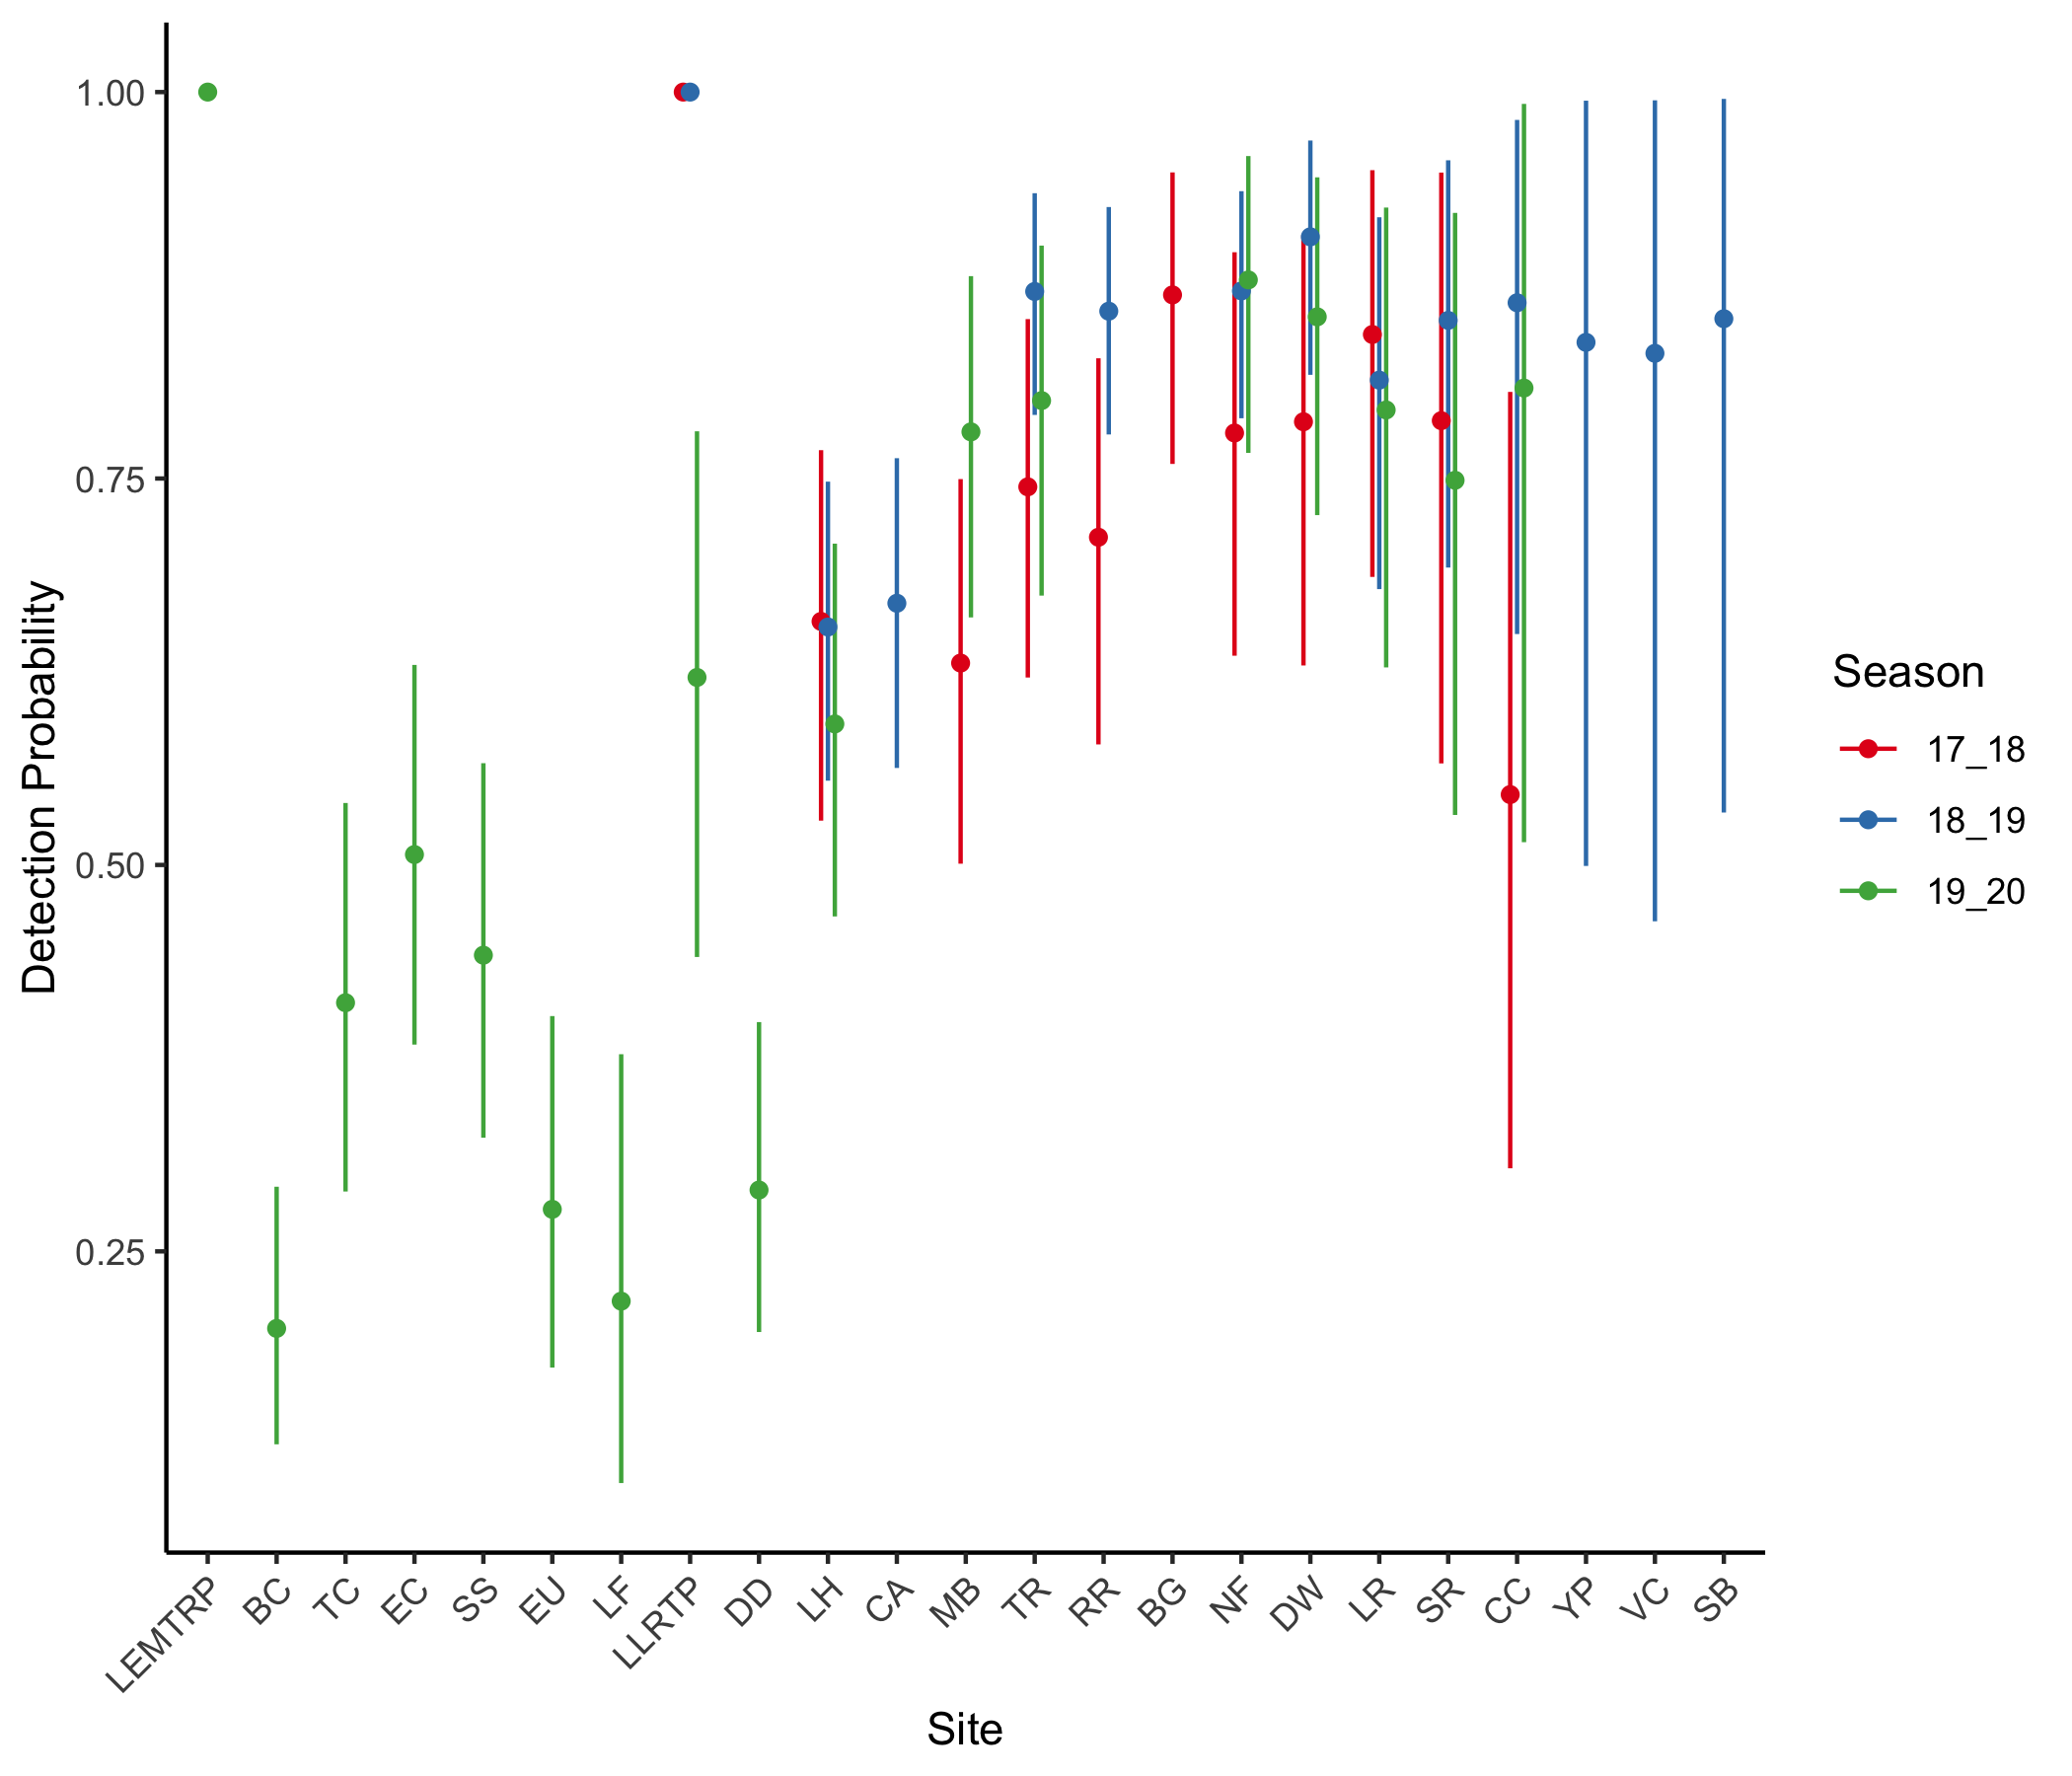 1.00
0.75
0.50
0.25
Detection Probability
LEMTRP
BC
TC
EC
SS
EU
LF
LLRTP
DD
LH
CA
MB
TR
RR
BG
NF
DW
LR
SR
CC
YP
VC
SB
Site
Season
17_18
18_19
19_20